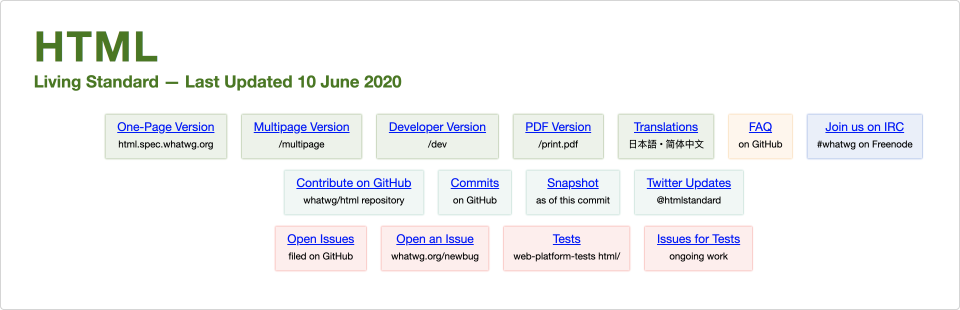 HTML
Living Standard — Last Updated 10 June 2020
One-Page Version
html.spec.whatwg.org
Multipage Version
/multipage
Developer Version
/dev
PDF Version
/print.pdf
Translations
日本語 • 简体中文
FAQ
on GitHub
Join us on IRC
#whatwg on Freenode
Contribute on GitHub
whatwg/html repository
Commits
on GitHub
Snapshot
as of this commit
Twitter Updates
@htmlstandard
Open Issues
filed on GitHub
Open an Issue
whatwg.org/newbug
Tests
web-platform-tests html/
Issues for Tests
ongoing work